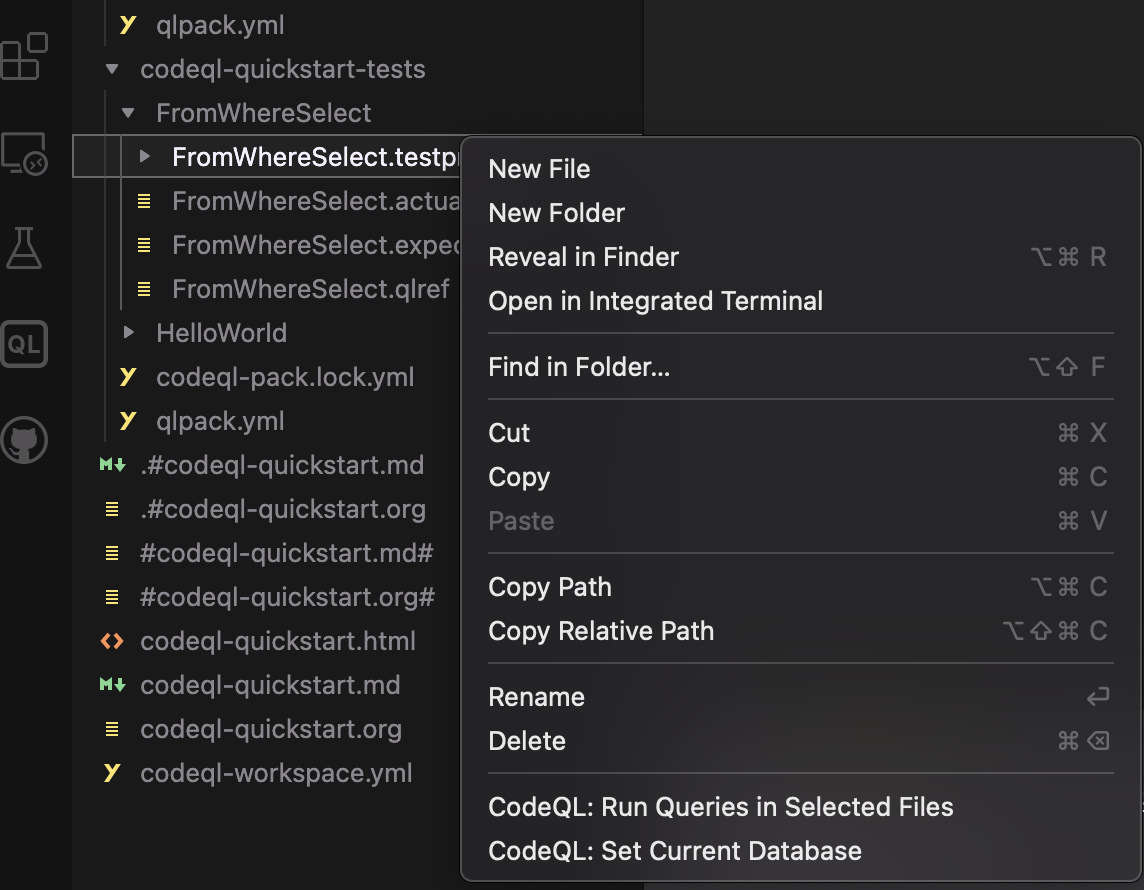 qlpack.yml
codeql-quickstart-tests
FromWhereSelect
FromWhereSelect.testp
FromWhereSelect.actua
FromWhereSelect.expec
FromWhereSelect.qlref
HelloWorld
codeql-pack.lock.yml
qlpack.yml
.#codeql-quickstart.md
.#codeql-quickstart.org
#codeql-quickstart.md#
#codeql-quickstart.org#
codeql-quickstart.html
codeql-quickstart.md
codeql-quickstart.org
codeql-workspace.yml
QL
New File
New Folder
Reveal in Finder ⌥⌘ R
Open in Integrated Terminal
Find in Folder... ⌥⇧ F
Cut ⌘ X
Copy ⌘ C
Paste ⌘ V
Copy Path ⌥⌘ C
Copy Relative Path ⌥⇧⌘ C
Rename ⏎
Delete ⌘⌫
CodeQL: Run Queries in Selected Files
CodeQL: Set Current Database